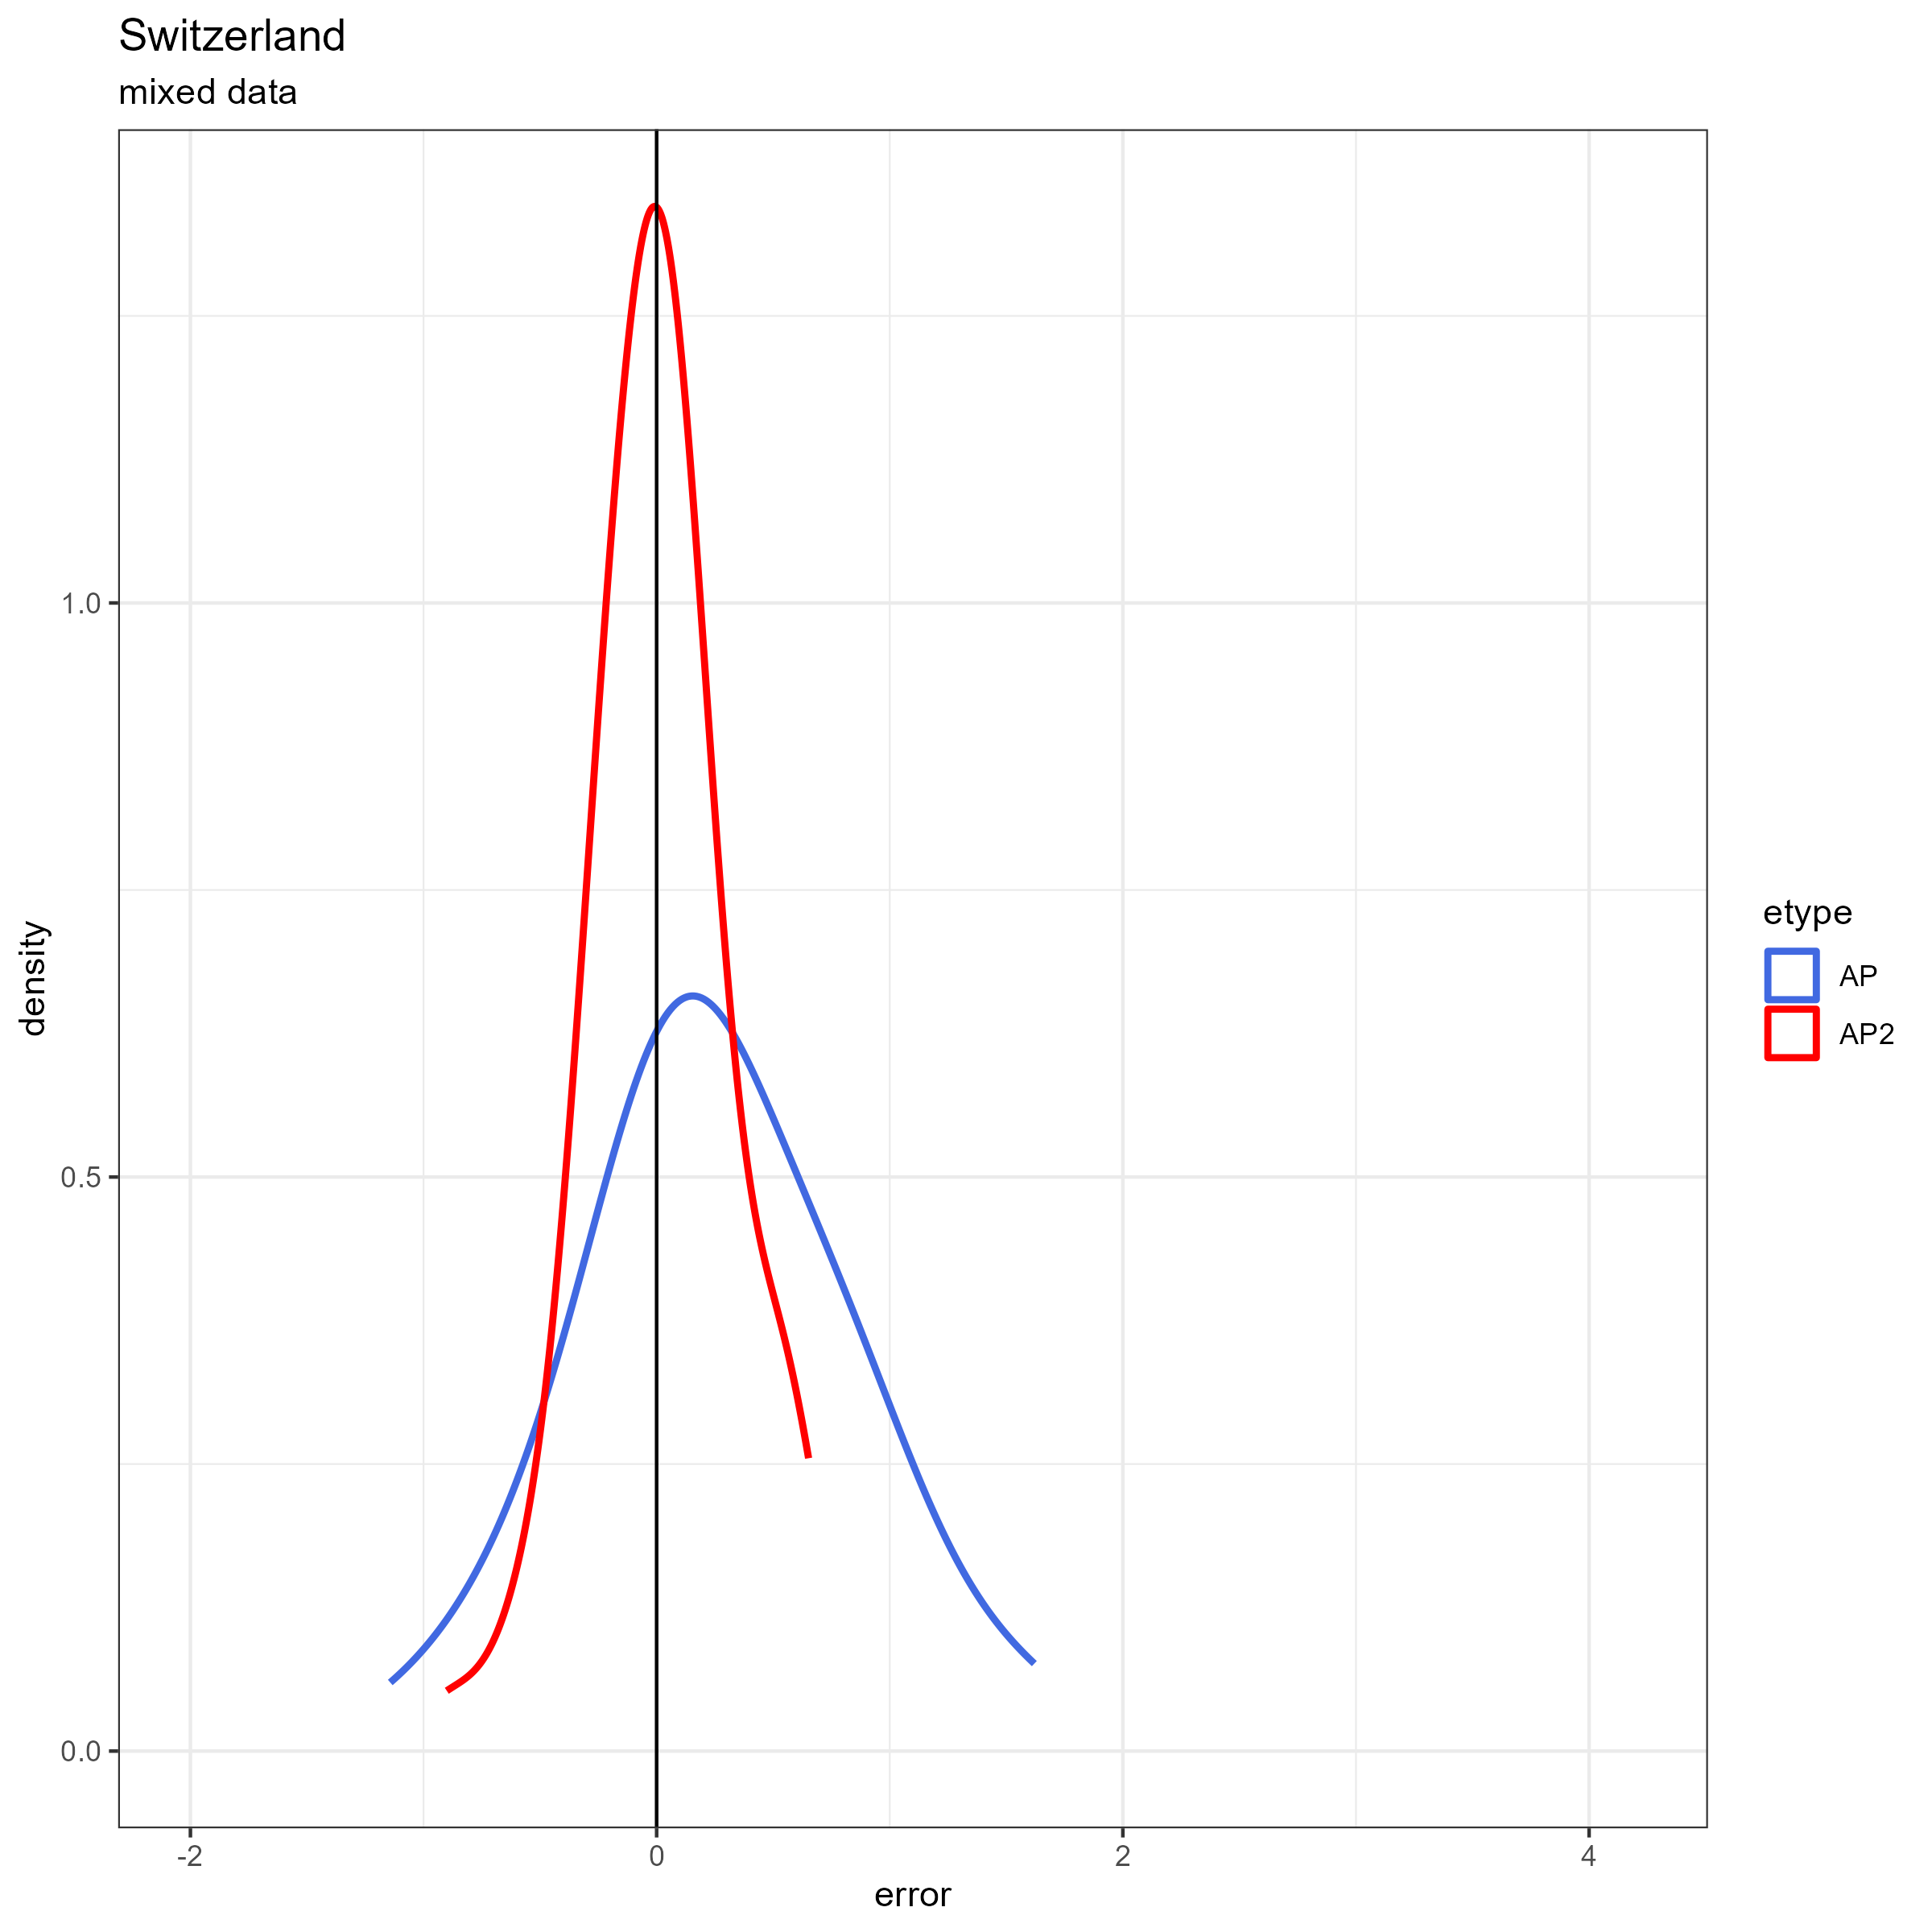 Switzerland
mixed data
density
1.0
0.5
0.0
-2
0
2
4
error
etype
AP
AP2